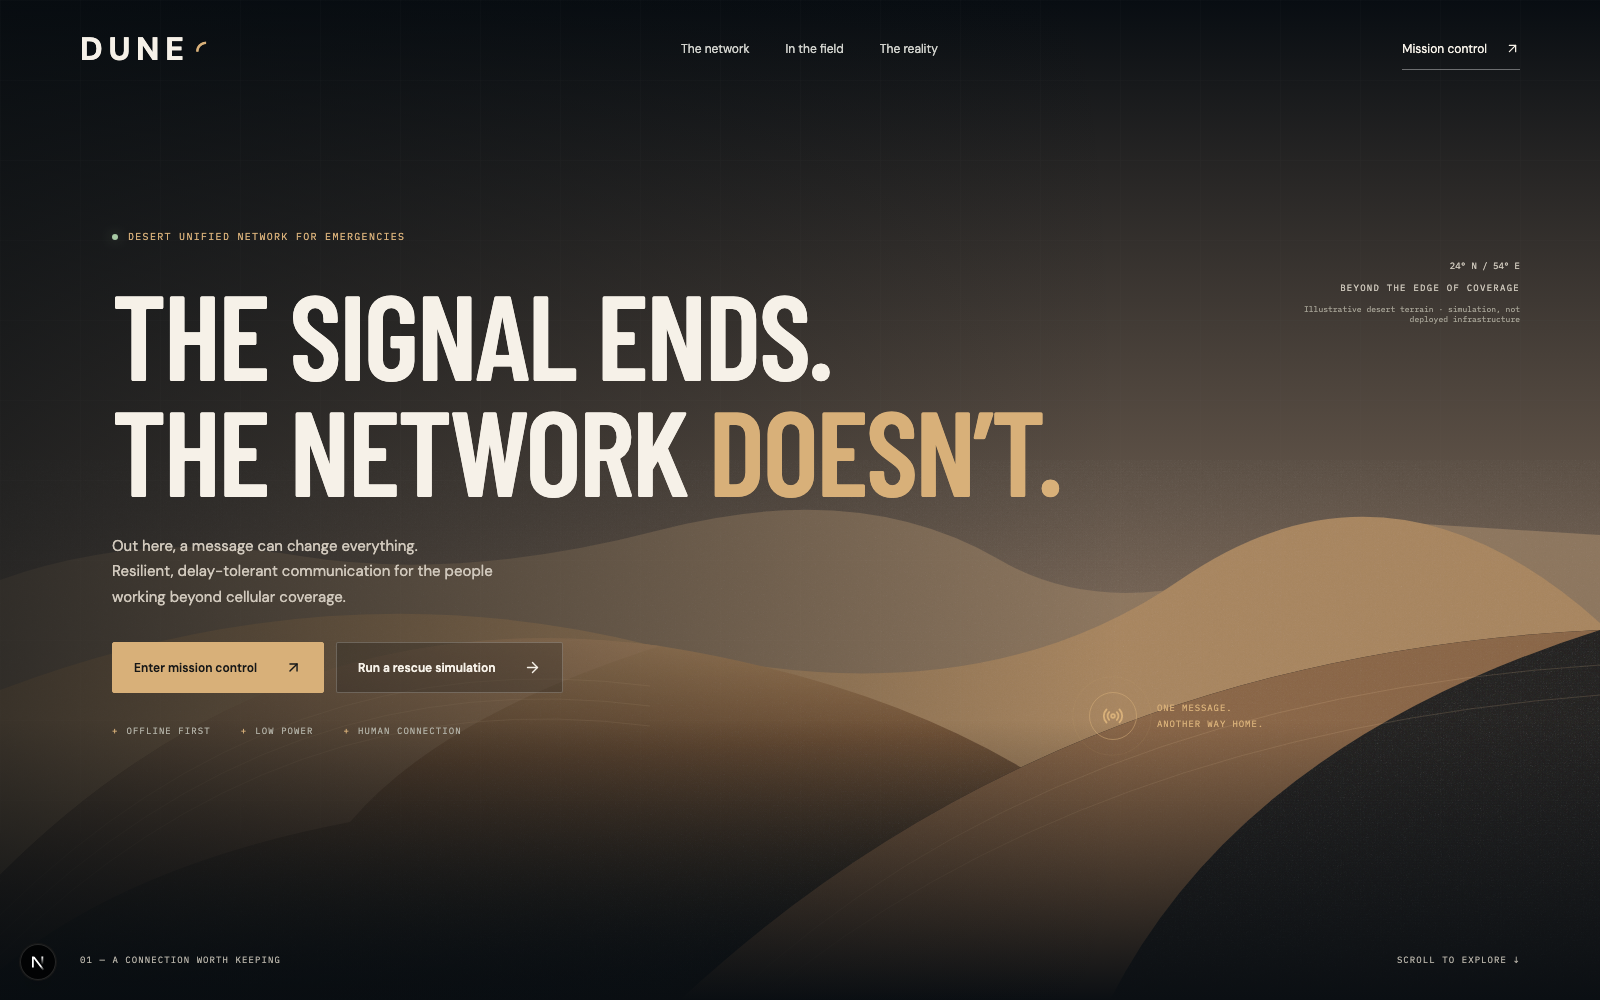 DUNE
The network
In the field
The reality
Mission control
DESERT UNIFIED NETWORK FOR EMERGENCIES
24° N / 54° E
BEYOND THE EDGE OF COVERAGE
Illustrative desert terrain · simulation, not
deployed infrastructure
THE SIGNAL ENDS.
THE NETWORK DOESN’T.
Out here, a message can change everything.
Resilient, delay-tolerant communication for the people
working beyond cellular coverage.
Enter mission control
Run a rescue simulation
+ OFFLINE FIRST
+ LOW POWER
+ HUMAN CONNECTION
ONE MESSAGE.
ANOTHER WAY HOME.
N
01 — A CONNECTION WORTH KEEPING
SCROLL TO EXPLORE ↓